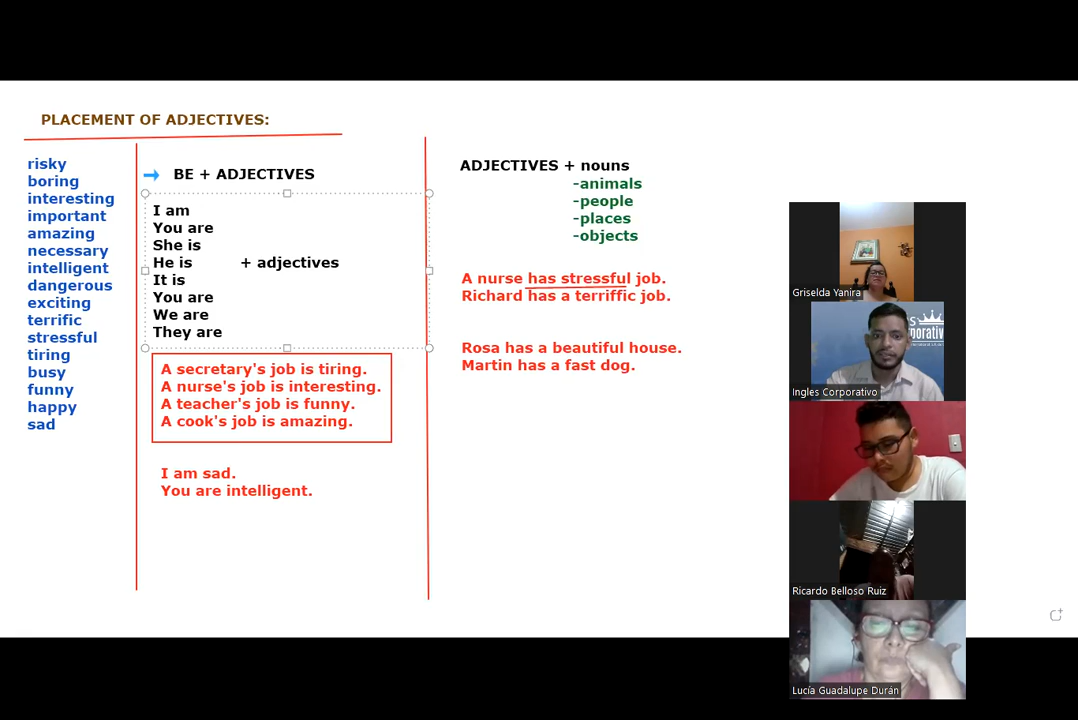 PLACEMENT OF ADJECTIVES:
risky
boring
interesting
important
amazing
necessary
intelligent
dangerous
exciting
terrific
stressful
tiring
busy
funny
happy
sad
BE + ADJECTIVES
I am
You are
She is
He is + adjectives
It is
You are
We are
They are
A secretary's job is tiring.
A nurse's job is interesting.
A teacher's job is funny.
A cook's job is amazing.
I am sad.
You are intelligent.
ADJECTIVES + nouns
-animals
-people
-places
-objects
A nurse has stressful job.
Richard has a terriffic job.
Rosa has a beautiful house.
Martin has a fast dog.
Griselda Yanira
Ingles Corporativo
Ricardo Belloso Ruiz
Lucía Guadalupe Durán